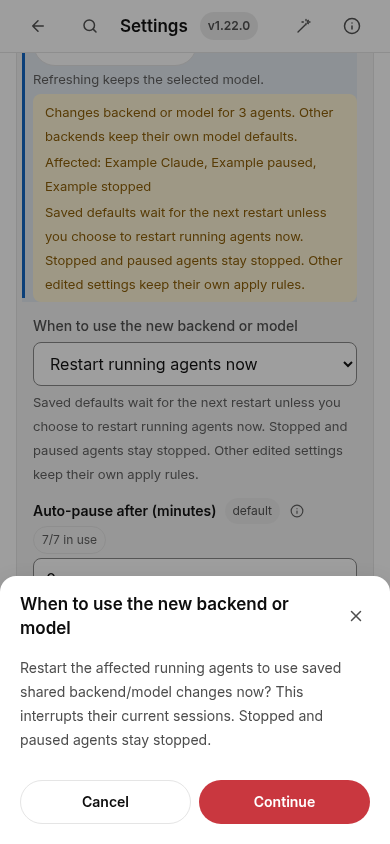 Settings v1.22.0
Refreshing keeps the selected model.
Changes backend or model for 3 agents. Other
backends keep their own model defaults.
Affected: Example Claude, Example paused,
Example stopped
Saved defaults wait for the next restart unless
you choose to restart running agents now.
Stopped and paused agents stay stopped. Other
edited settings keep their own apply rules.
When to use the new backend or model
Restart running agents now
Saved defaults wait for the next restart unless you
choose to restart running agents now. Stopped and
paused agents stay stopped. Other edited settings
keep their own apply rules.
Auto-pause after (minutes) default
7/7 in use
When to use the new backend or
model
Restart the affected running agents to use saved
shared backend/model changes now? This
interrupts their current sessions. Stopped and
paused agents stay stopped.
Cancel Continue